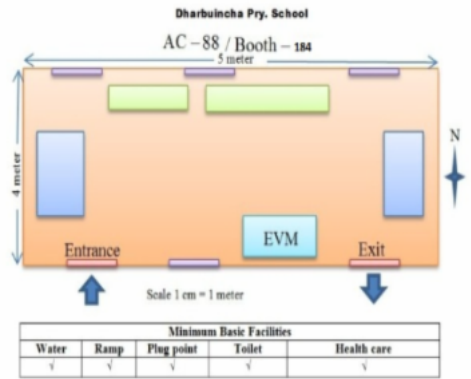 Dharbuincha Pry. School
AC – 88 / Booth – 184
5 meter
4 meter
N
EVM
Entrance
Exit
Scale 1 cm = 1 meter
Minimum Basic Facilities
Water Ramp Plug point Toilet Health care
√ √ √ √ √